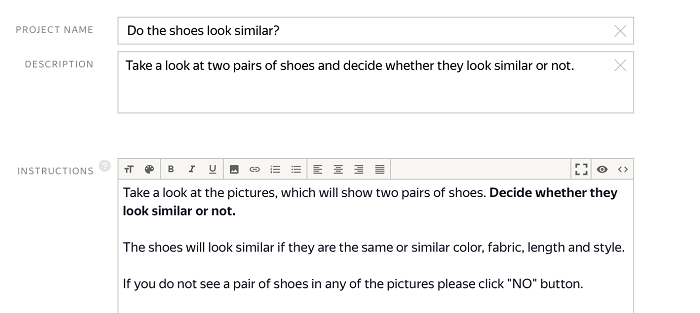 PROJECT NAME
Do the shoes look similar?
DESCRIPTION
Take a look at two pairs of shoes and decide whether they look similar or not.
INSTRUCTIONS ?
B I U
Take a look at the pictures, which will show two pairs of shoes. Decide whether they
look similar or not.
The shoes will look similar if they are the same or similar color, fabric, length and style.
If you do not see a pair of shoes in any of the pictures please click "NO" button.